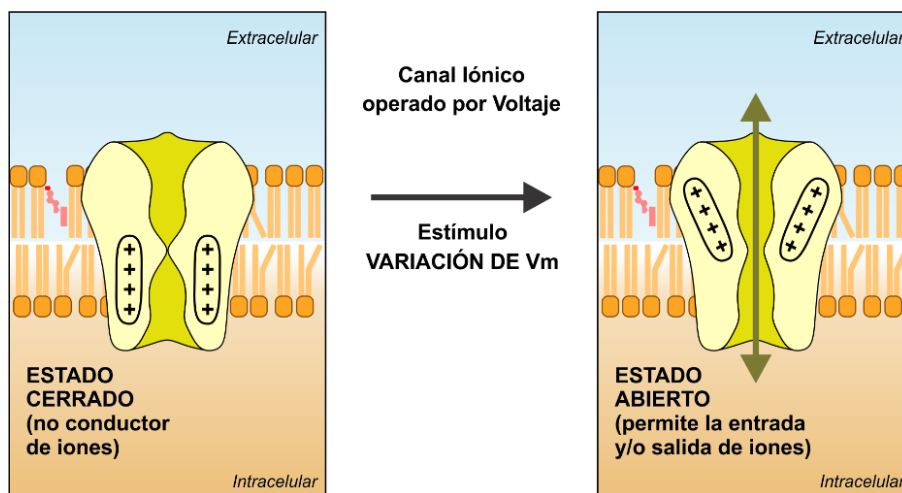 Extracelular
+
+
+
+
+
+
+
+
ESTADO
CERRADO
(no conductor
de iones)
Intracelular
Canal Iónico
operado por Voltaje
Estímulo
VARIACIÓN DE Vm
Extracelular
+
+
+
+
+
+
+
+
ESTADO
ABIERTO
(permite la entrada
y/o salida de iones)
Intracelular